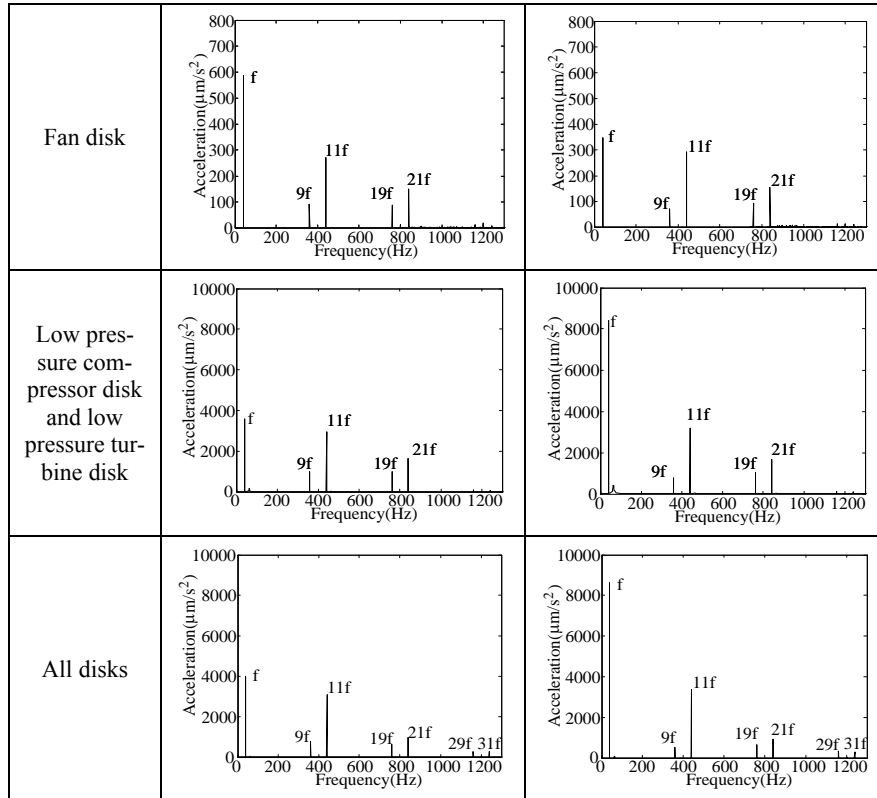 Fan disk
800
700
600
500
400
300
200
100
0
Acceleration(μm/s²)
f
9f
11f
19f
21f
0 200 400 600 800 1000 1200
Frequency(Hz)
800
700
600
500
400
300
200
100
0
Acceleration(μm/s²)
f
9f
11f
19f
21f
0 200 400 600 800 1000 1200
Frequency(Hz)
Low pres-
sure com-
pressor disk
and low
pressure tur-
bine disk
10000
8000
6000
4000
2000
0
Acceleration(μm/s²)
f
9f
11f
19f
21f
0 200 400 600 800 1000 1200
Frequency(Hz)
10000
8000
6000
4000
2000
0
Acceleration(μm/s²)
f
9f
11f
19f
21f
0 200 400 600 800 1000 1200
Frequency(Hz)
All disks
10000
8000
6000
4000
2000
0
Acceleration(μm/s²)
f
9f
11f
19f
21f
29f 31f
0 200 400 600 800 1000 1200
Frequency(Hz)
10000
8000
6000
4000
2000
0
Acceleration(μm/s²)
f
9f
11f
19f
21f
29f 31f
0 200 400 600 800 1000 1200
Frequency(Hz)